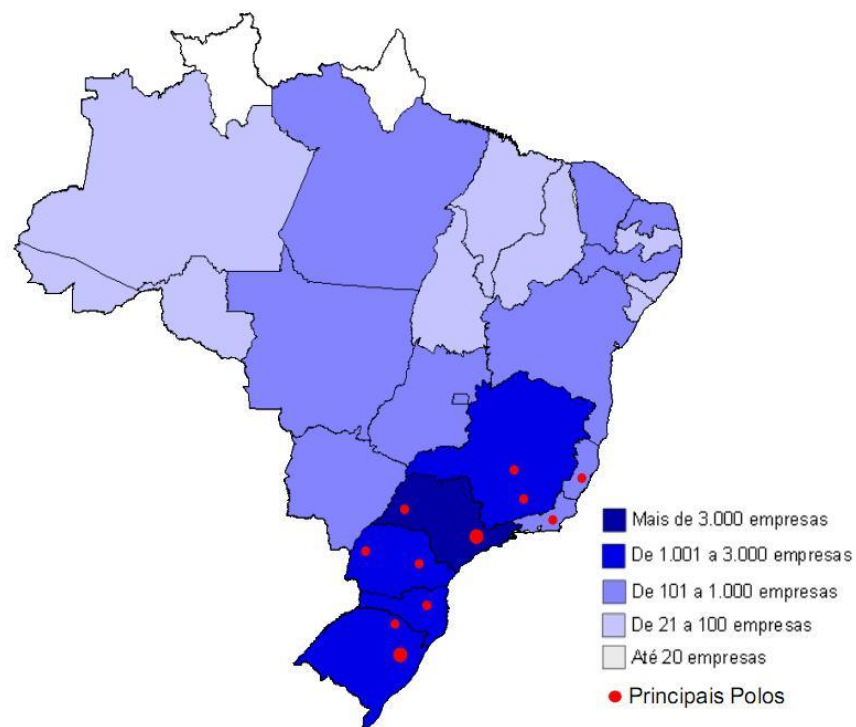 Mais de 3.000 empresas
De 1.001 a 3.000 empresas
De 101 a 1.000 empresas
De 21 a 100 empresas
Até 20 empresas
Principais Polos